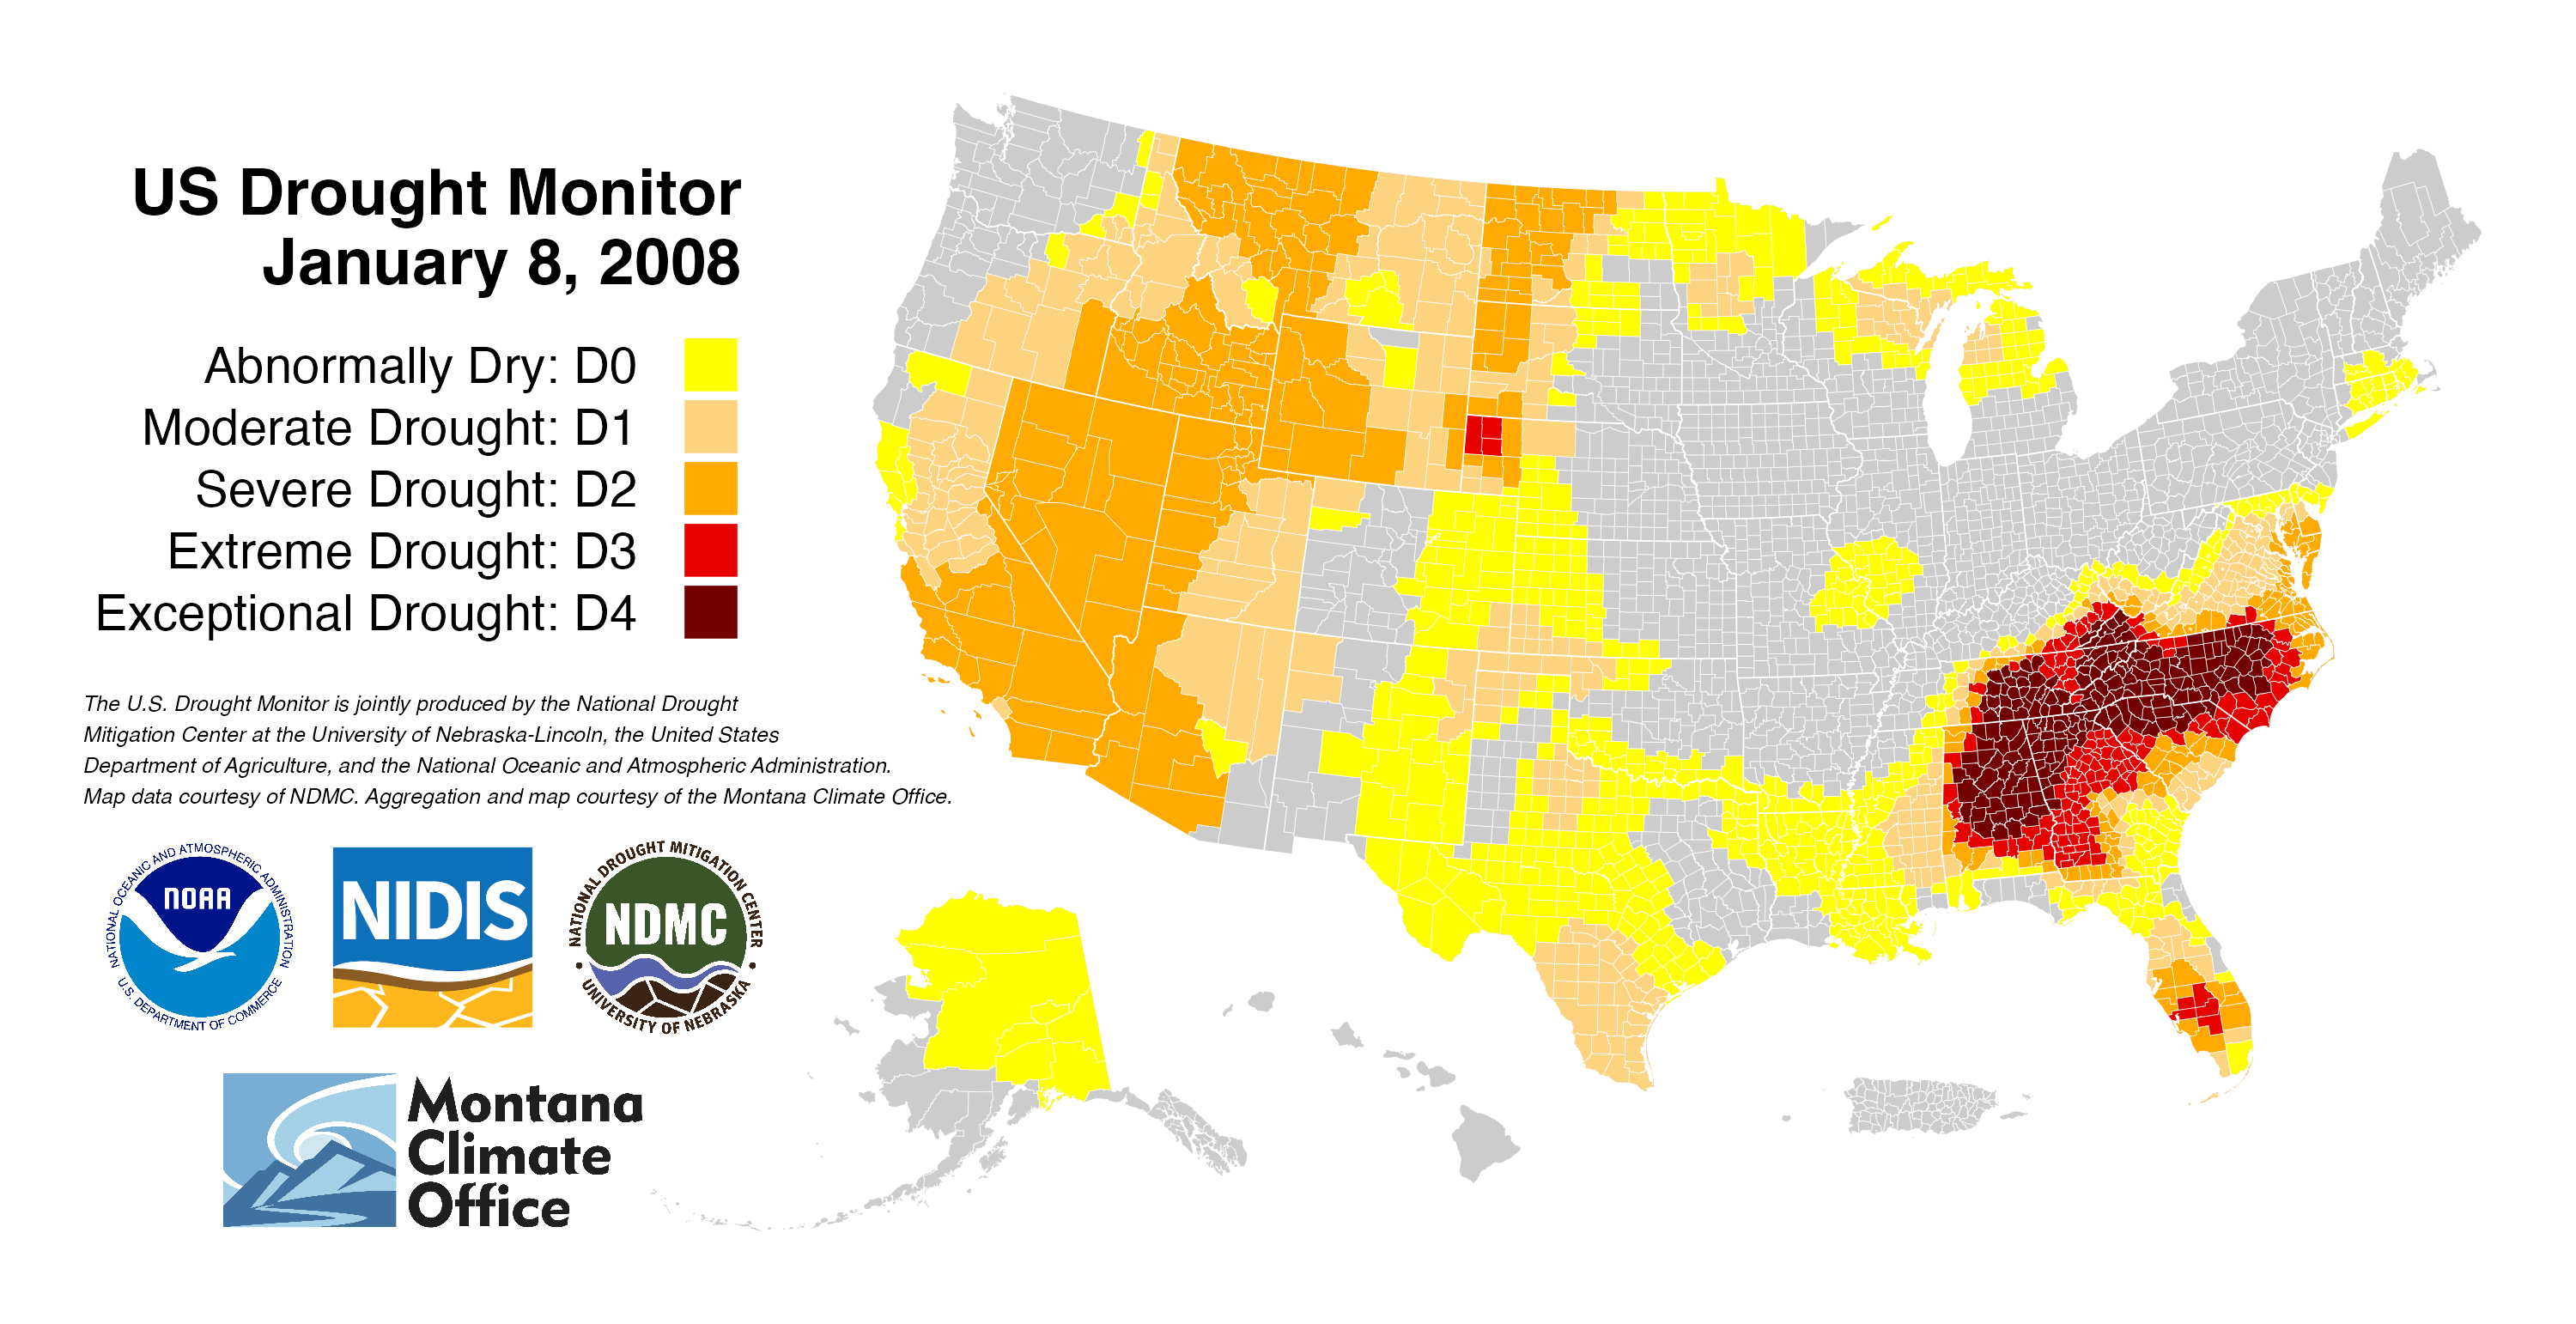 US Drought Monitor
January 8, 2008
Abnormally Dry: D0
Moderate Drought: D1
Severe Drought: D2
Extreme Drought: D3
Exceptional Drought: D4
The U.S. Drought Monitor is jointly produced by the National Drought
Mitigation Center at the University of Nebraska-Lincoln, the United States
Department of Agriculture, and the National Oceanic and Atmospheric Administration.
Map data courtesy of NDMC. Aggregation and map courtesy of the Montana Climate Office.
NATIONAL OCEANIC AND ATMOSPHERIC ADMINISTRATION
NOAA
U.S. DEPARTMENT OF COMMERCE
NIDIS
NATIONAL DROUGHT MITIGATION CENTER
NDMC
UNIVERSITY OF NEBRASKA
Montana
Climate
Office